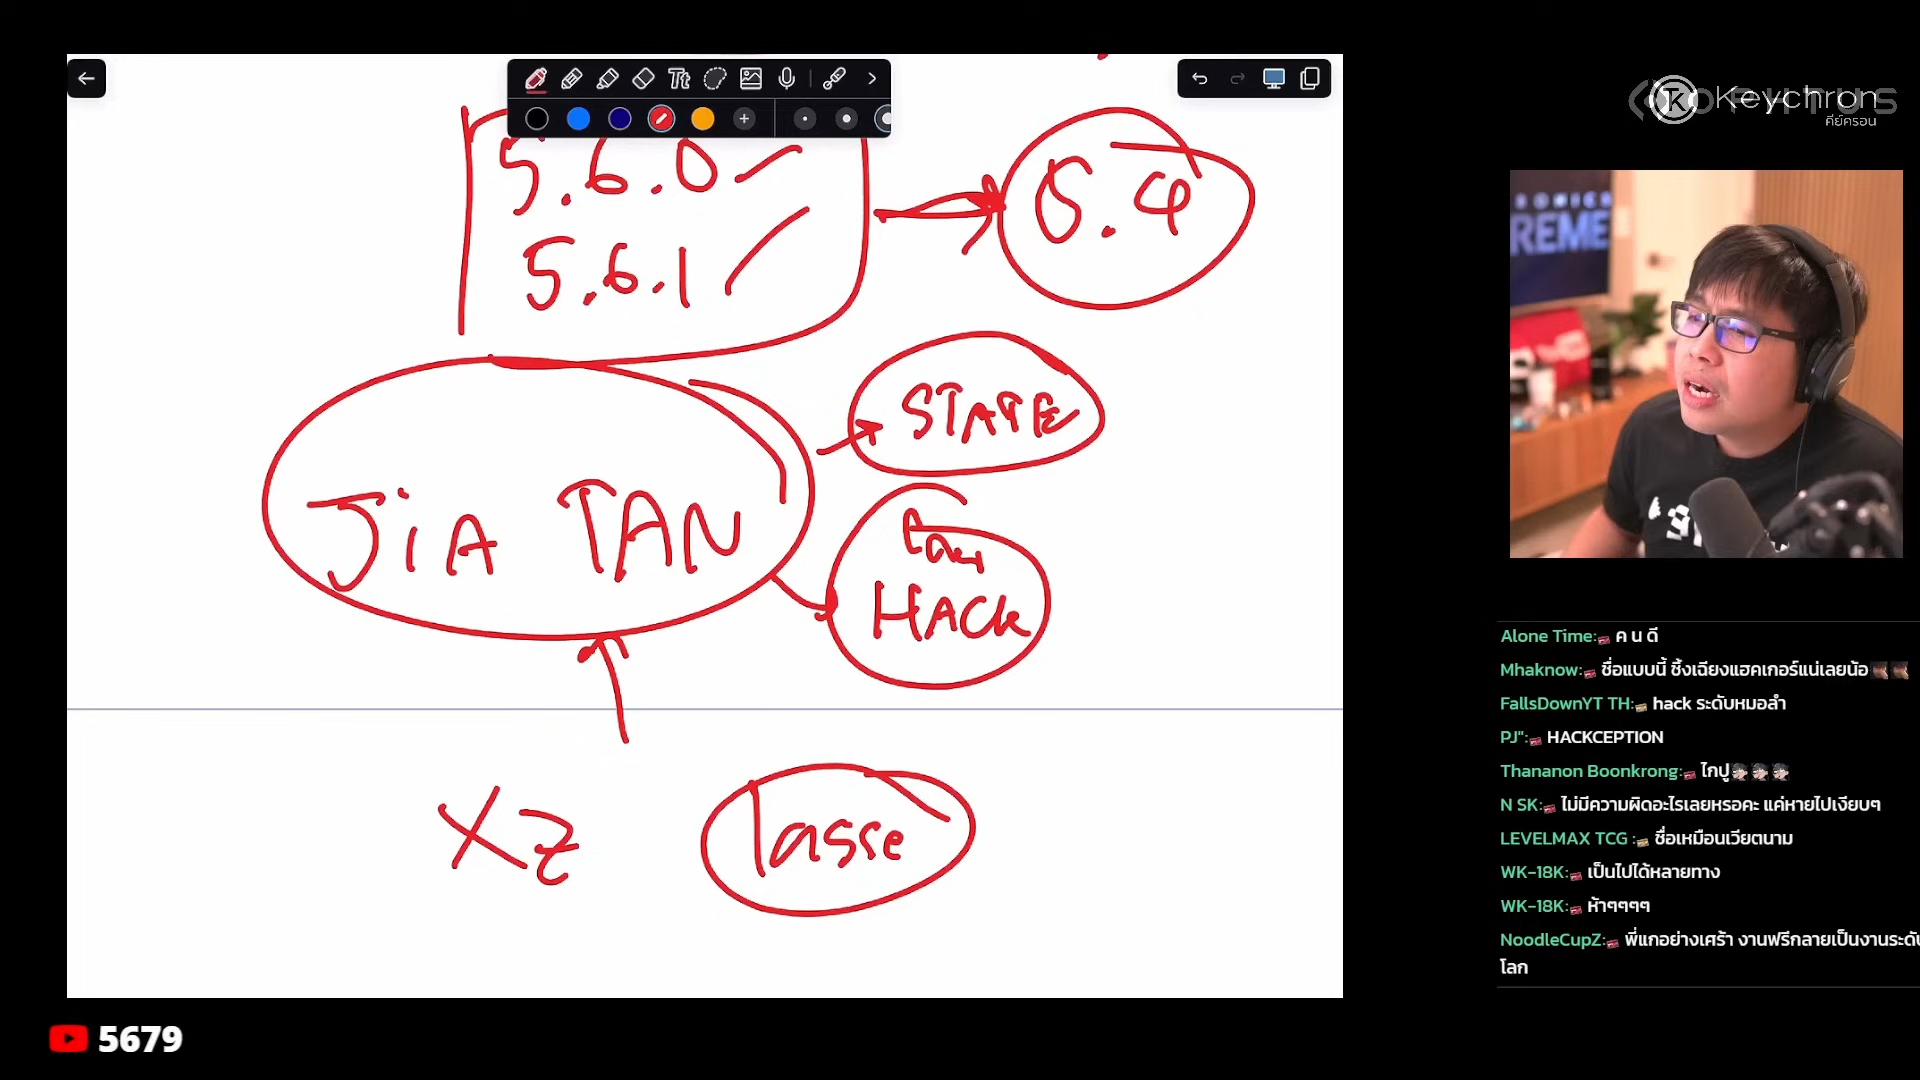 5.6.0
5.6.1
5.4
STATE
JiA TAN
HACK
XZ
lasse
Tt
Keychron
คีย์ครอน
REME
Alone Time: ค น ดี
Mhaknow: ชื่อแบบนี้ ชึ้งเฉียงแฮคเกอร์แน่เลยน้อ
FallsDownYT TH: hack ระดับหมอลำ
PJ": HACKCEPTION
Thananon Boonkrong: ไกปู
N SK: ไม่มีความผิดอะไรเลยหรอคะ แค่หายไปเงียบๆ
LEVELMAX TCG : ชื่อเหมือนเวียตนาม
WK-18K: เป็นไปได้หลายทาง
WK-18K: ห้าๆๆๆๆ
NoodleCupZ: พี่แกอย่างเศร้า งานฟรีกลายเป็นงานระดับ
โลก
5679